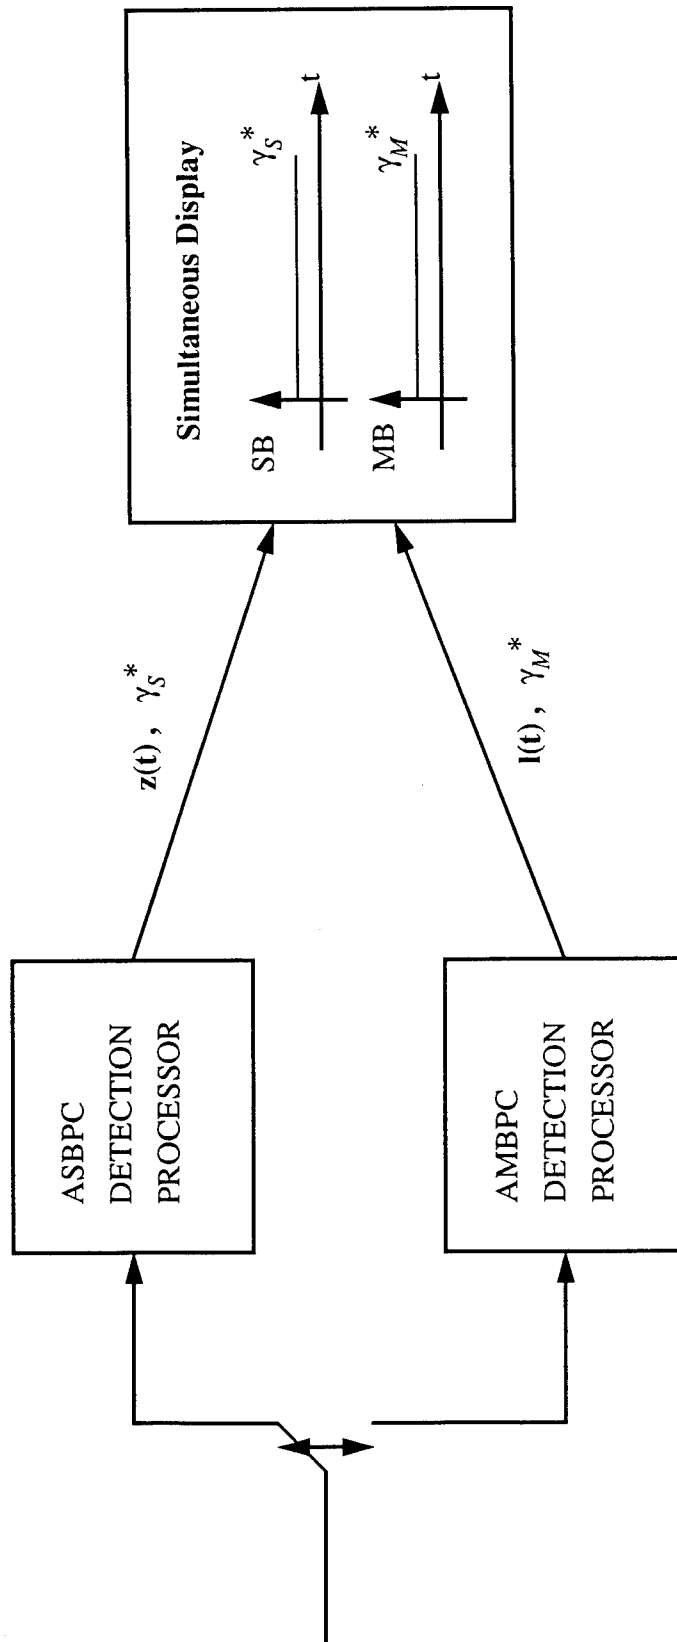 ASBPC
DETECTION
PROCESSOR
AMBPC
DETECTION
PROCESSOR
z(t) , γ_S^*
l(t) , γ_M^*
Simultaneous Display
SB
γ_S^*
t
MB
γ_M^*
t